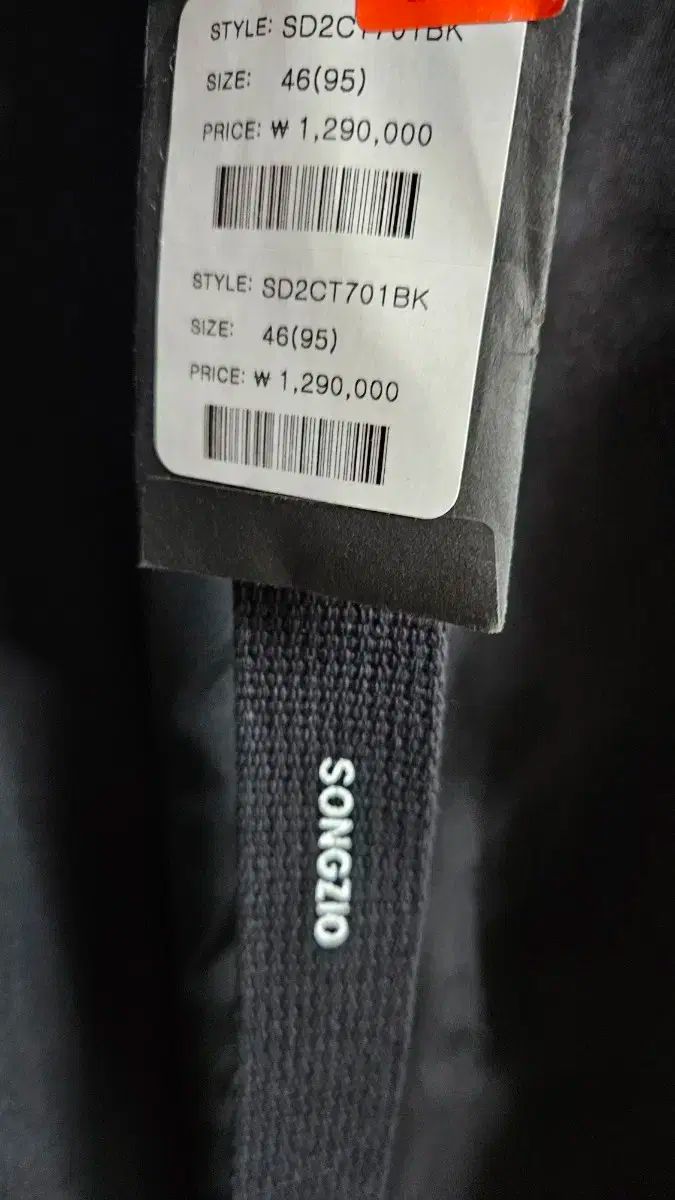 STYLE: SD2CT701BK
SIZE: 46(95)
PRICE: ₩ 1,290,000
STYLE: SD2CT701BK
SIZE: 46(95)
PRICE: ₩ 1,290,000
SONGZIO